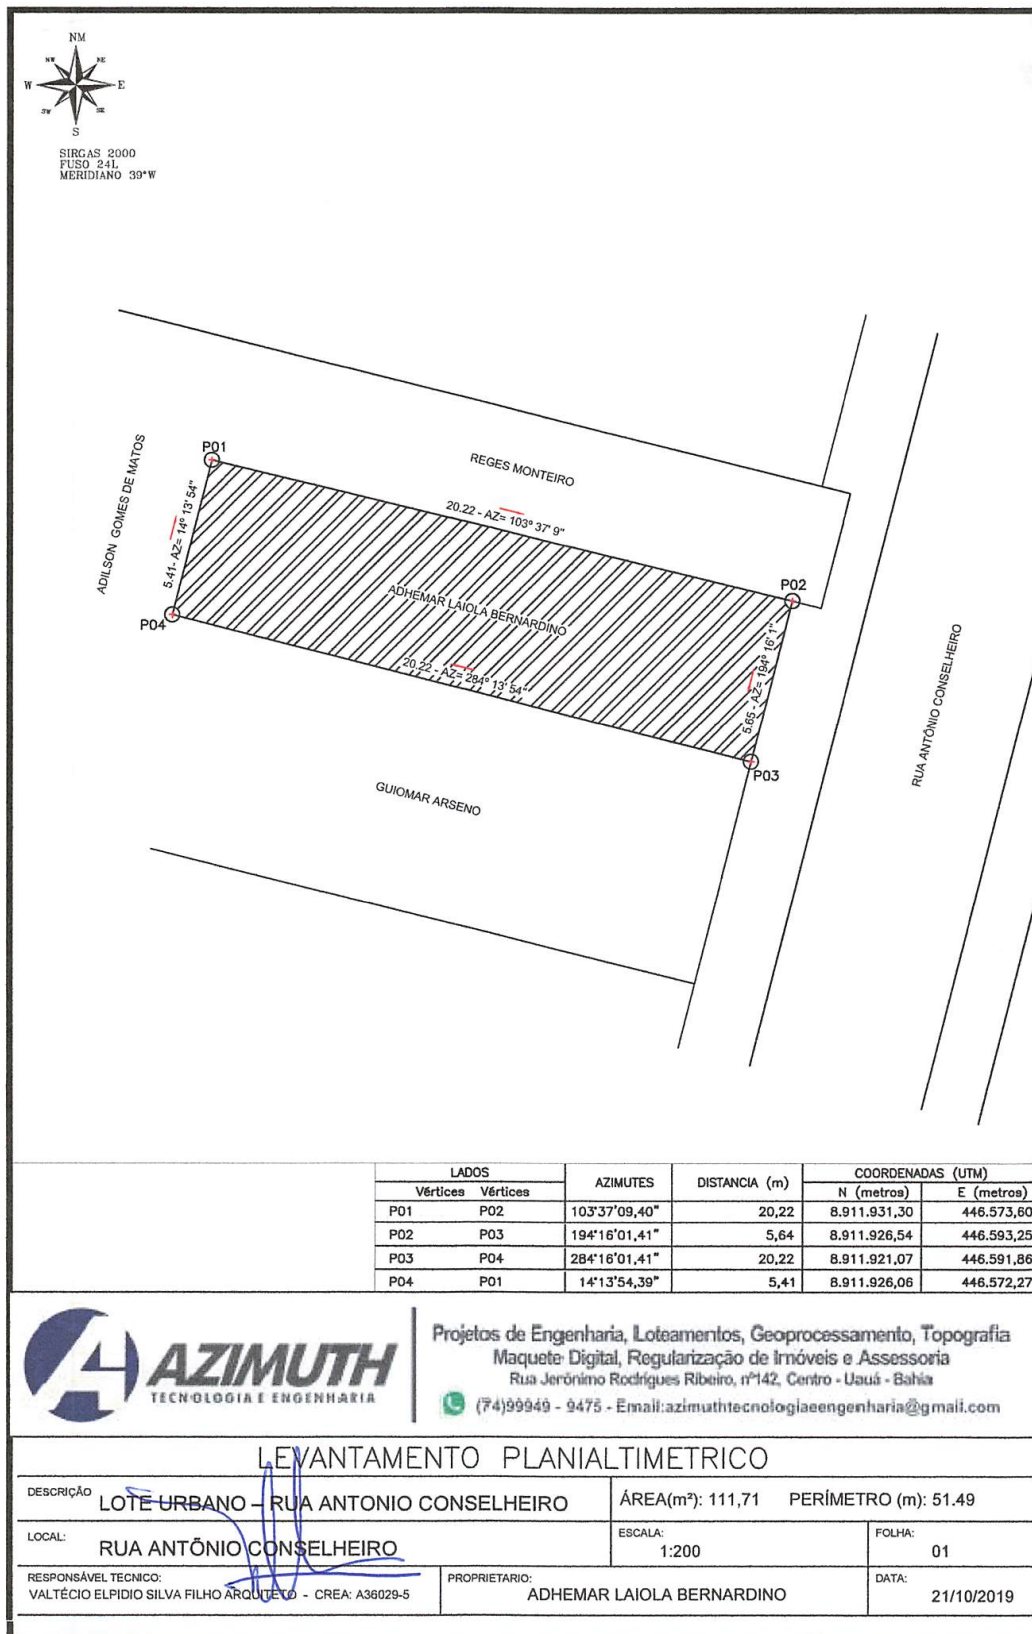 NM
NW NE
W E
SW SE
S
SIRGAS 2000
FUSO 24L
MERIDIANO 39°W
P01
REGES MONTEIRO
ADILSON GOMES DE MATOS
20.22 - AZ= 103° 37' 9"
5.41- AZ= 14° 13' 54"
P02
ADHEMAR LAIOLA BERNARDINO
P04
20.22 - AZ= 284° 13' 54"
5.65 - AZ= 194° 16' 1"
RUA ANTÔNIO CONSELHEIRO
P03
GUIOMAR ARSENO
LADOS AZIMUTES DISTANCIA (m) COORDENADAS (UTM)
Vértices Vértices N (metros) E (metros)
P01 P02 103°37'09,40" 20,22 8.911.931,30 446.573,60
P02 P03 194°16'01,41" 5,64 8.911.926,54 446.593,25
P03 P04 284°16'01,41" 20,22 8.911.921,07 446.591,86
P04 P01 14°13'54,39" 5,41 8.911.926,06 446.572,27
AZIMUTH
TECNOLOGIA E ENGENHARIA
Projetos de Engenharia, Loteamentos, Geoprocessamento, Topografia
Maquete Digital, Regularização de Imóveis e Assessoria
Rua Jerônimo Rodrigues Ribeiro, nº142, Centro - Uauá - Bahia
(74)99949 - 9475 - Email:azimuthtecnologiaeengenharia@gmail.com
LEVANTAMENTO PLANIALTIMETRICO
DESCRIÇÃO LOTE URBANO – RUA ANTONIO CONSELHEIRO ÁREA(m²): 111,71 PERÍMETRO (m): 51.49
LOCAL: RUA ANTÕNIO CONSELHEIRO ESCALA: 1:200 FOLHA: 01
RESPONSÁVEL TECNICO: PROPRIETARIO: ADHEMAR LAIOLA BERNARDINO DATA: 21/10/2019
VALTÉCIO ELPIDIO SILVA FILHO ARQUITETO - CREA: A36029-5